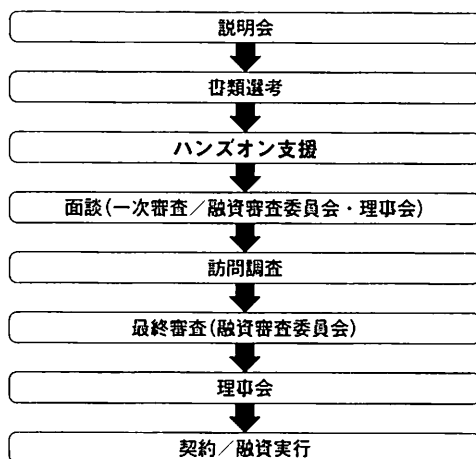 説明会
書類選考
ハンズオン支援
面談(一次審査/融資審査委員会・理事会)
訪問調査
最終審査(融資審査委員会)
理事会
契約/融資実行